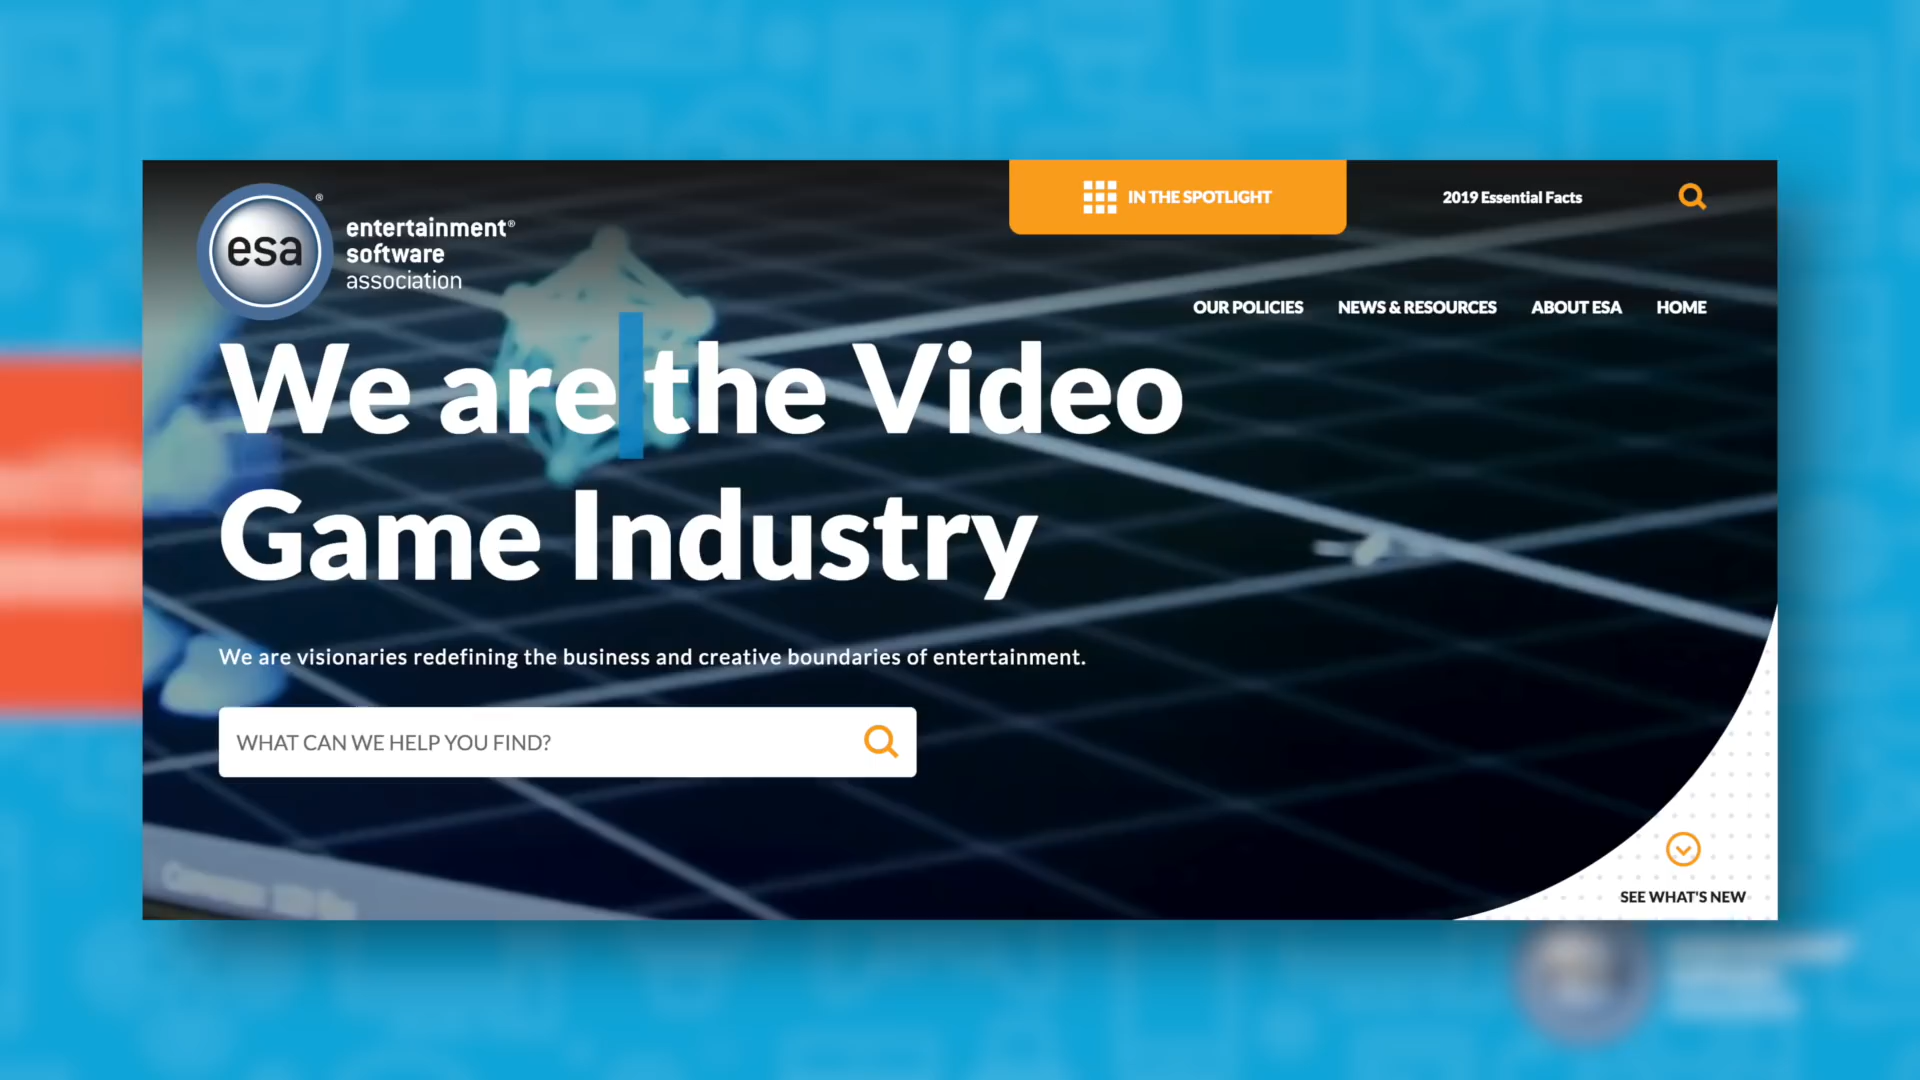 esa
®
entertainment®
software
association
IN THE SPOTLIGHT
2019 Essential Facts
OUR POLICIES
NEWS & RESOURCES
ABOUT ESA
HOME
We are the Video
Game Industry
We are visionaries redefining the business and creative boundaries of entertainment.
WHAT CAN WE HELP YOU FIND?
SEE WHAT'S NEW